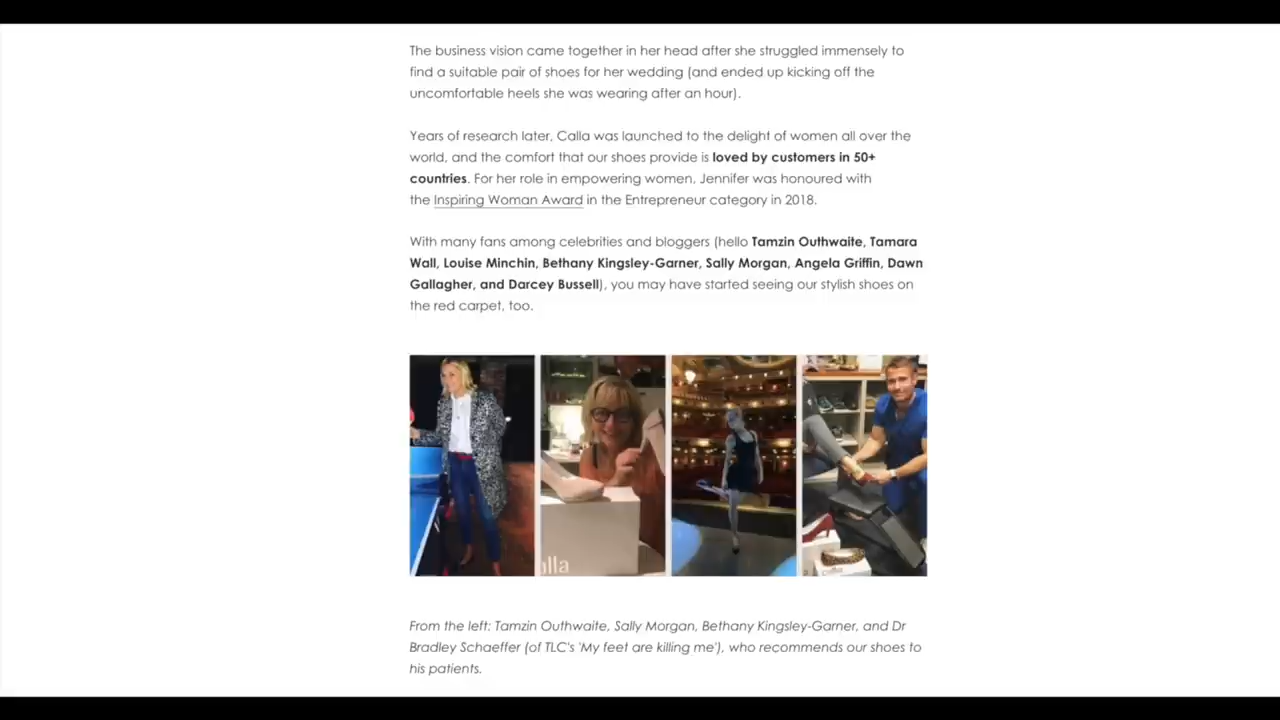 The business vision came together in her head after she struggled immensely to
find a suitable pair of shoes for her wedding (and ended up kicking off the
uncomfortable heels she was wearing after an hour).
Years of research later, Calla was launched to the delight of women all over the
world, and the comfort that our shoes provide is loved by customers in 50+
countries. For her role in empowering women, Jennifer was honoured with
the Inspiring Woman Award in the Entrepreneur category in 2018.
With many fans among celebrities and bloggers (hello Tamzin Outhwaite, Tamara
Wall, Louise Minchin, Bethany Kingsley-Garner, Sally Morgan, Angela Griffin, Dawn
Gallagher, and Darcey Bussell), you may have started seeing our stylish shoes on
the red carpet, too.
lla
From the left: Tamzin Outhwaite, Sally Morgan, Bethany Kingsley-Garner, and Dr
Bradley Schaeffer (of TLC's 'My feet are killing me'), who recommends our shoes to
his patients.